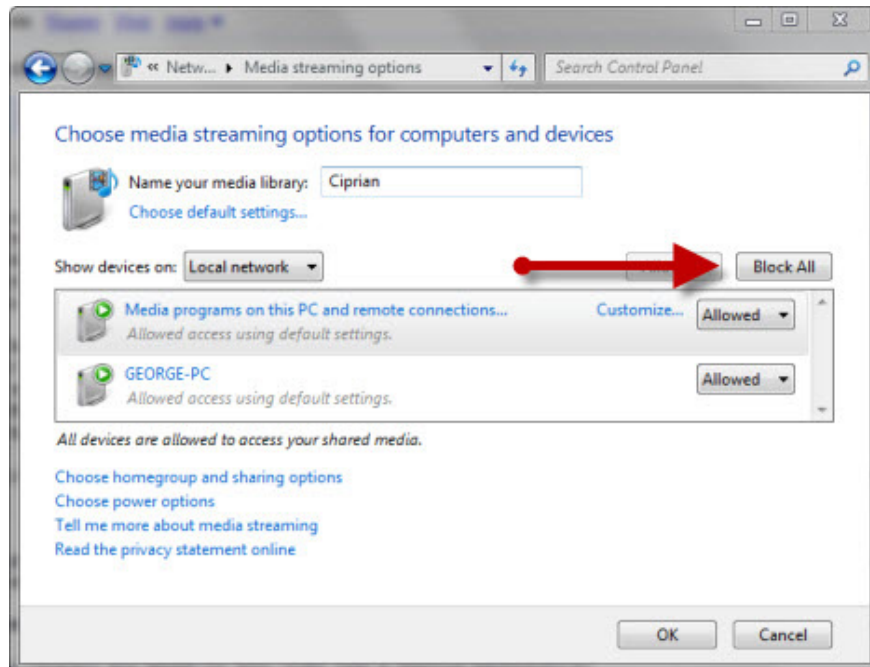 « Netw... ▸ Media streaming options
Search Control Panel
Choose media streaming options for computers and devices
Name your media library: Ciprian
Choose default settings...
Show devices on: Local network
Block All
Media programs on this PC and remote connections... Customize... Allowed
Allowed access using default settings.
GEORGE-PC Allowed
Allowed access using default settings.
All devices are allowed to access your shared media.
Choose homegroup and sharing options
Choose power options
Tell me more about media streaming
Read the privacy statement online
OK Cancel